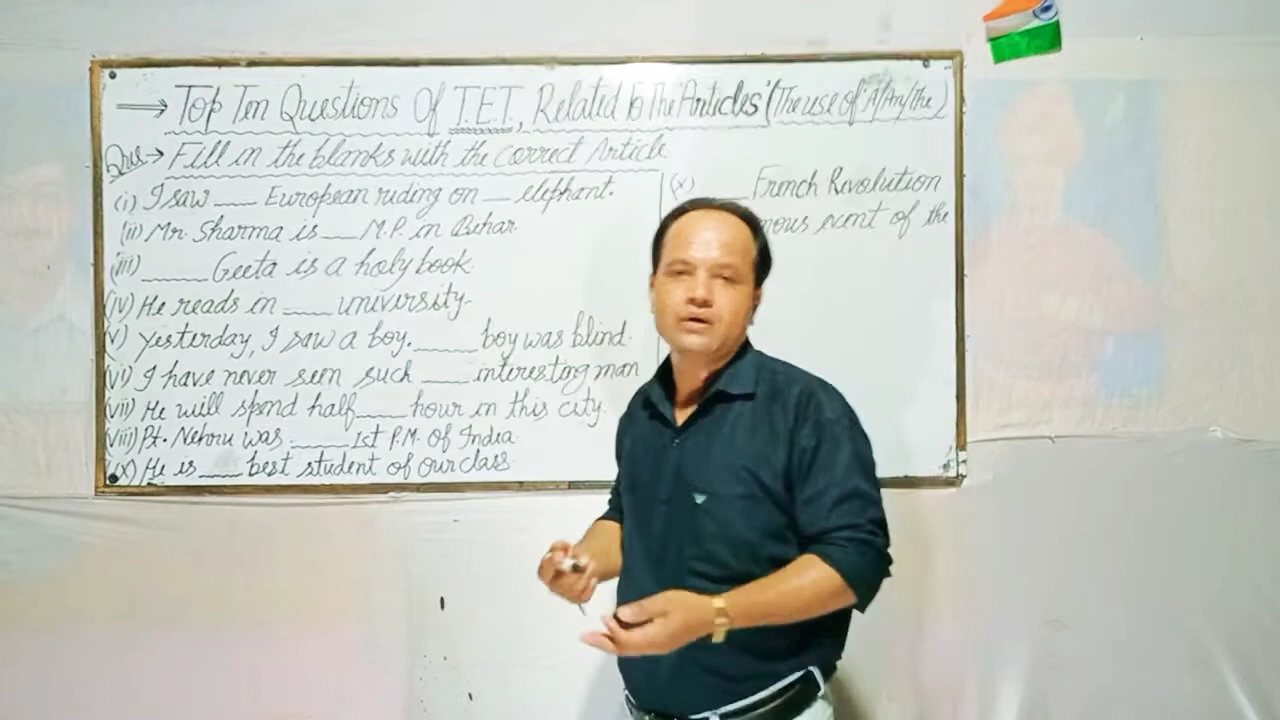 ⟹ Top Ten Questions Of T.E.T., Related to The 'Articles' (The use of 'A/An/The')
Ques→ Fill in the blanks with the correct Article
(i) I saw ___ European riding on ___ elephant.
(ii) Mr. Sharma is ___ M.P. in Bihar.
(iii) ___ Geeta is a holy book.
(iv) He reads in ___ university.
(v) Yesterday, I saw a boy. ___ boy was blind.
(vi) I have never seen such ___ interesting man
(vii) He will spend half ___ hour in this city.
(viii) Pt. Nehru was ___ 1st P.M. of India.
(ix) He is ___ best student of our class
(x) ___ French Revolution
event of the